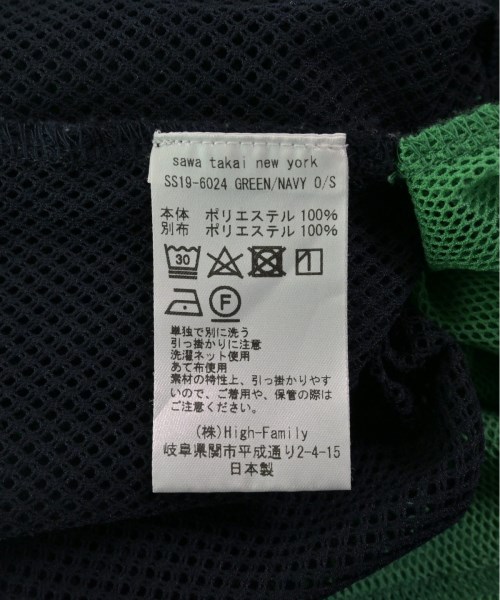 sawa takai new york
SS19-6024 GREEN/NAVY O/S
本体 ポリエステル 100%
別布 ポリエステル 100%
30
F
単独で別に洗う
引っ掛かりに注意
洗濯ネット使用
あて布使用
素材の特性上、引っ掛かりやす
いので、ご着用や、保管の際は
ご注意ください。
(株)High-Family
岐阜県関市平成通り2-4-15
日本製